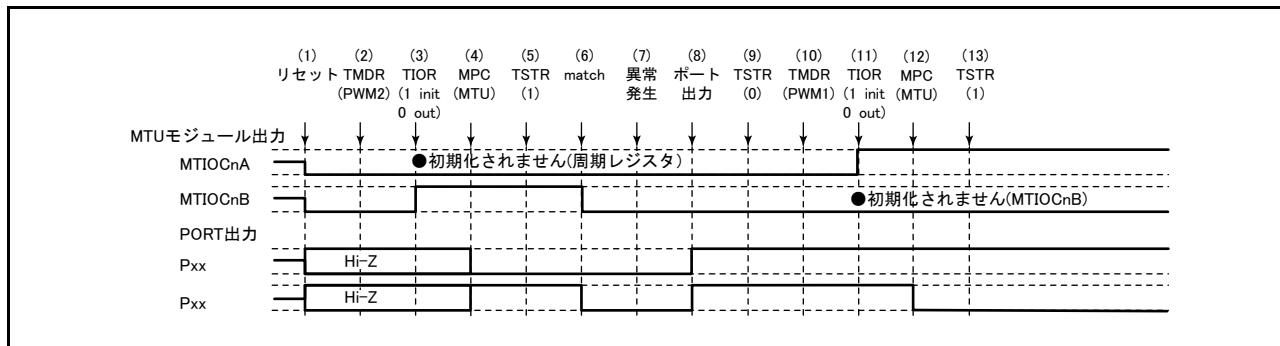 (1) (2) (3) (4) (5) (6) (7) (8) (9) (10) (11) (12) (13)
リセット TMDR TIOR MPC TSTR match 異常 ポート TSTR TMDR TIOR MPC TSTR
(PWM2) (1 init (MTU) (1) 発生 出力 (0) (PWM1) (1 init (MTU) (1)
0 out) 0 out)
MTUモジュール出力
MTIOCnA ●初期化されません(周期レジスタ)
MTIOCnB ●初期化されません(MTIOCnB)
PORT出力
Pxx Hi-Z
Pxx Hi-Z